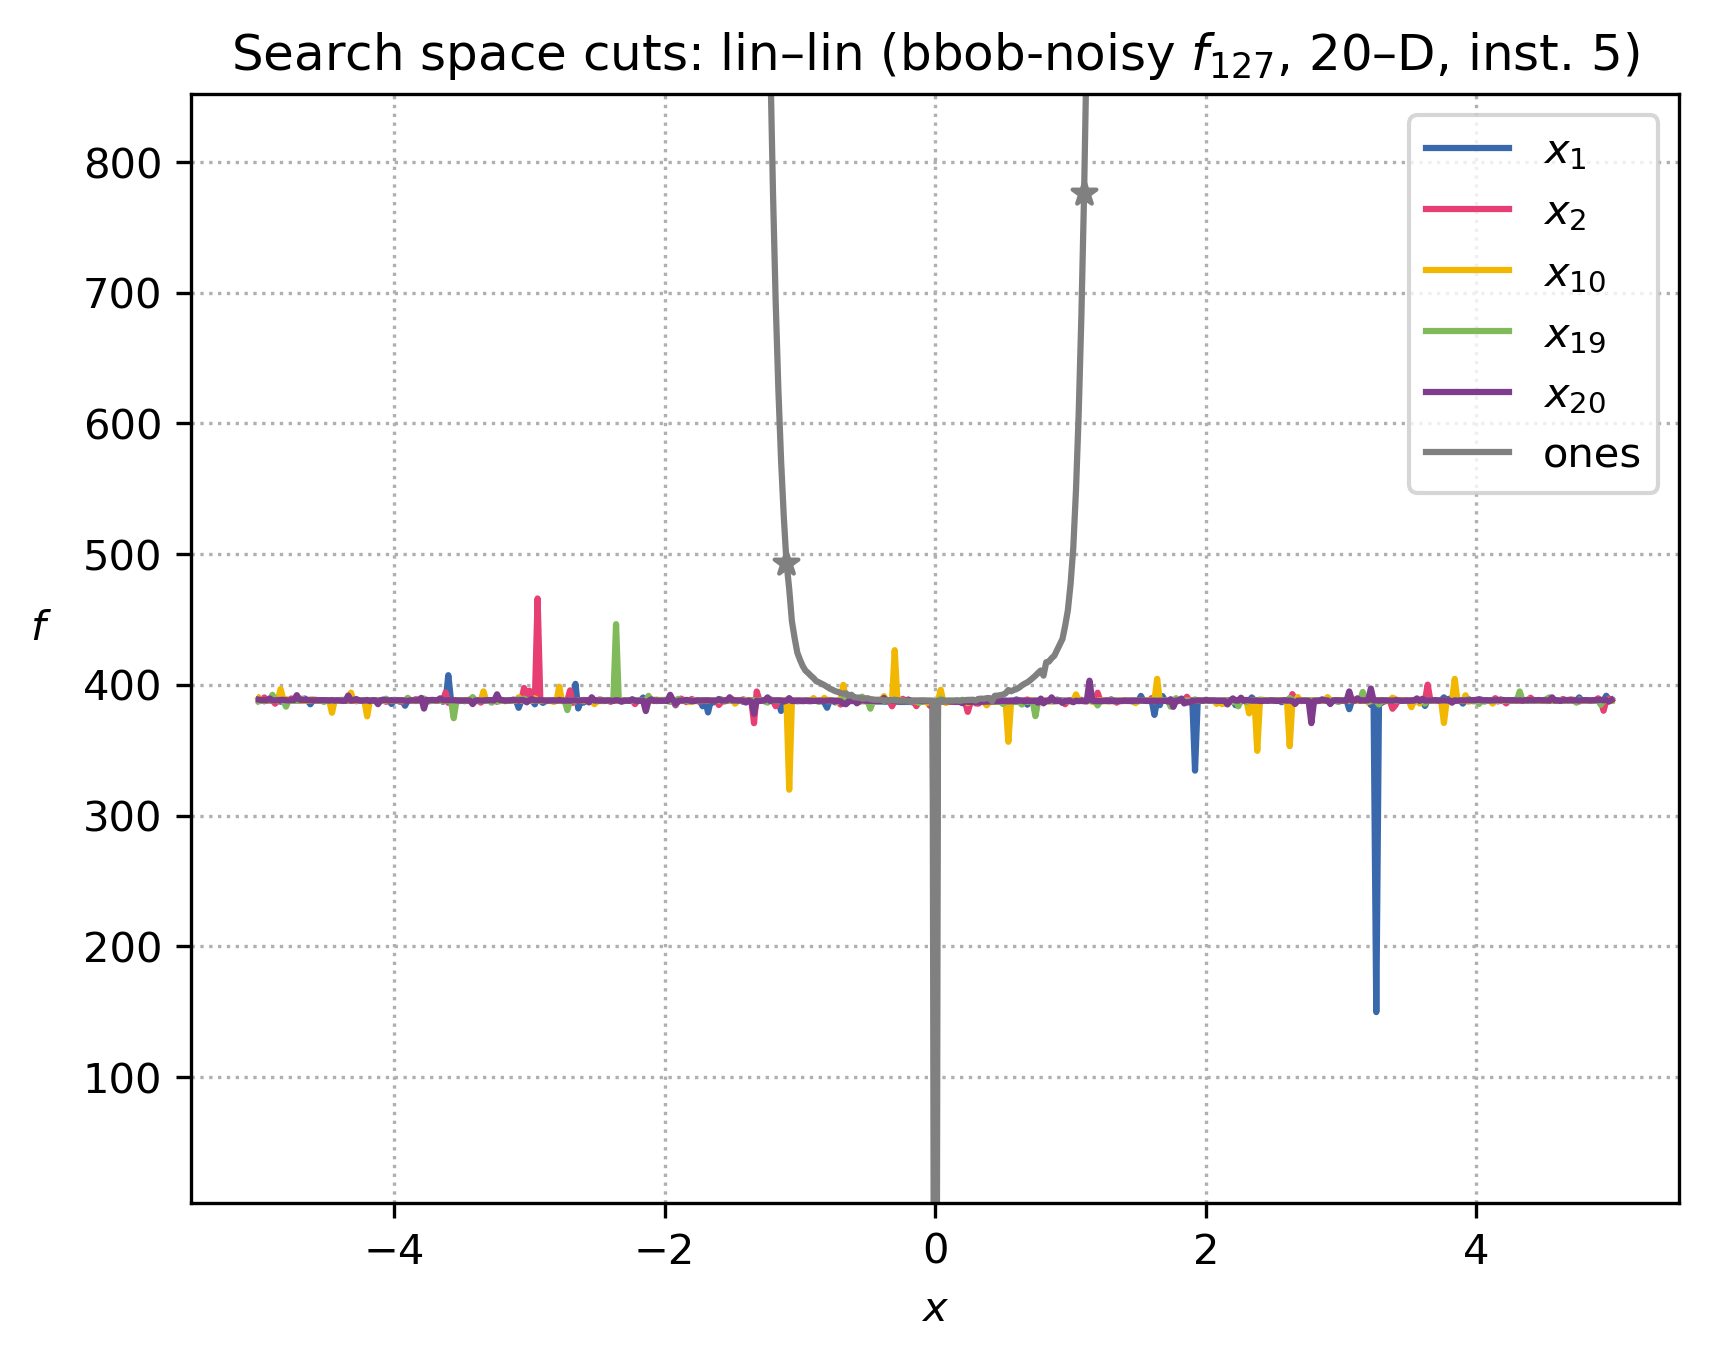 Search space cuts: lin–lin (bbob-noisy f₁₂₇, 20–D, inst. 5)
800
700
600
500
400
300
200
100
f
−4
−2
0
2
4
x
x₁
x₂
x₁₀
x₁₉
x₂₀
ones